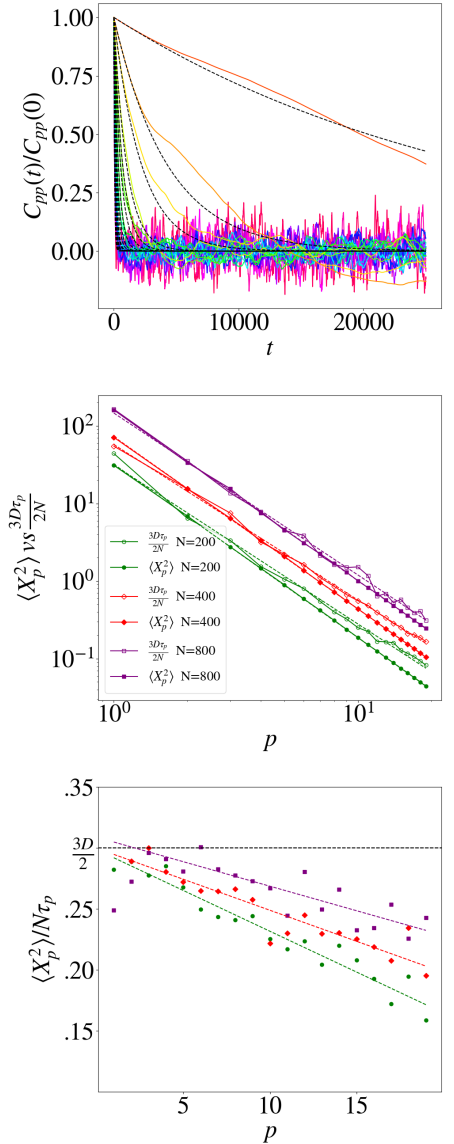 1.00
0.75
0.50
0.25
0.00
C_pp(t)/C_pp(0)
0 10000 20000
t
10^2
10^1
10^0
10^-1
⟨X_p^2⟩ vs 3Dτ_p/2N
3Dτ_p/2N N=200
⟨X_p^2⟩ N=200
3Dτ_p/2N N=400
⟨X_p^2⟩ N=400
3Dτ_p/2N N=800
⟨X_p^2⟩ N=800
10^0 10^1
p
.35
3D/2
.25
.20
.15
⟨X_p^2⟩/Nτ_p
5 10 15
p